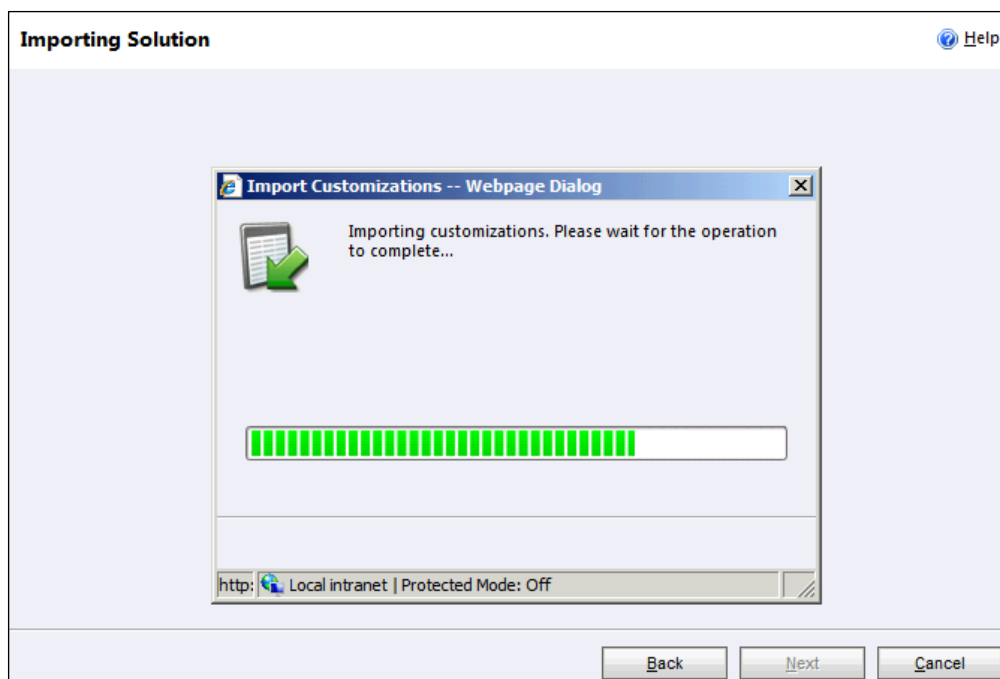 Importing Solution
Help
Import Customizations -- Webpage Dialog
Importing customizations. Please wait for the operation
to complete...
http: Local intranet | Protected Mode: Off
Back
Next
Cancel